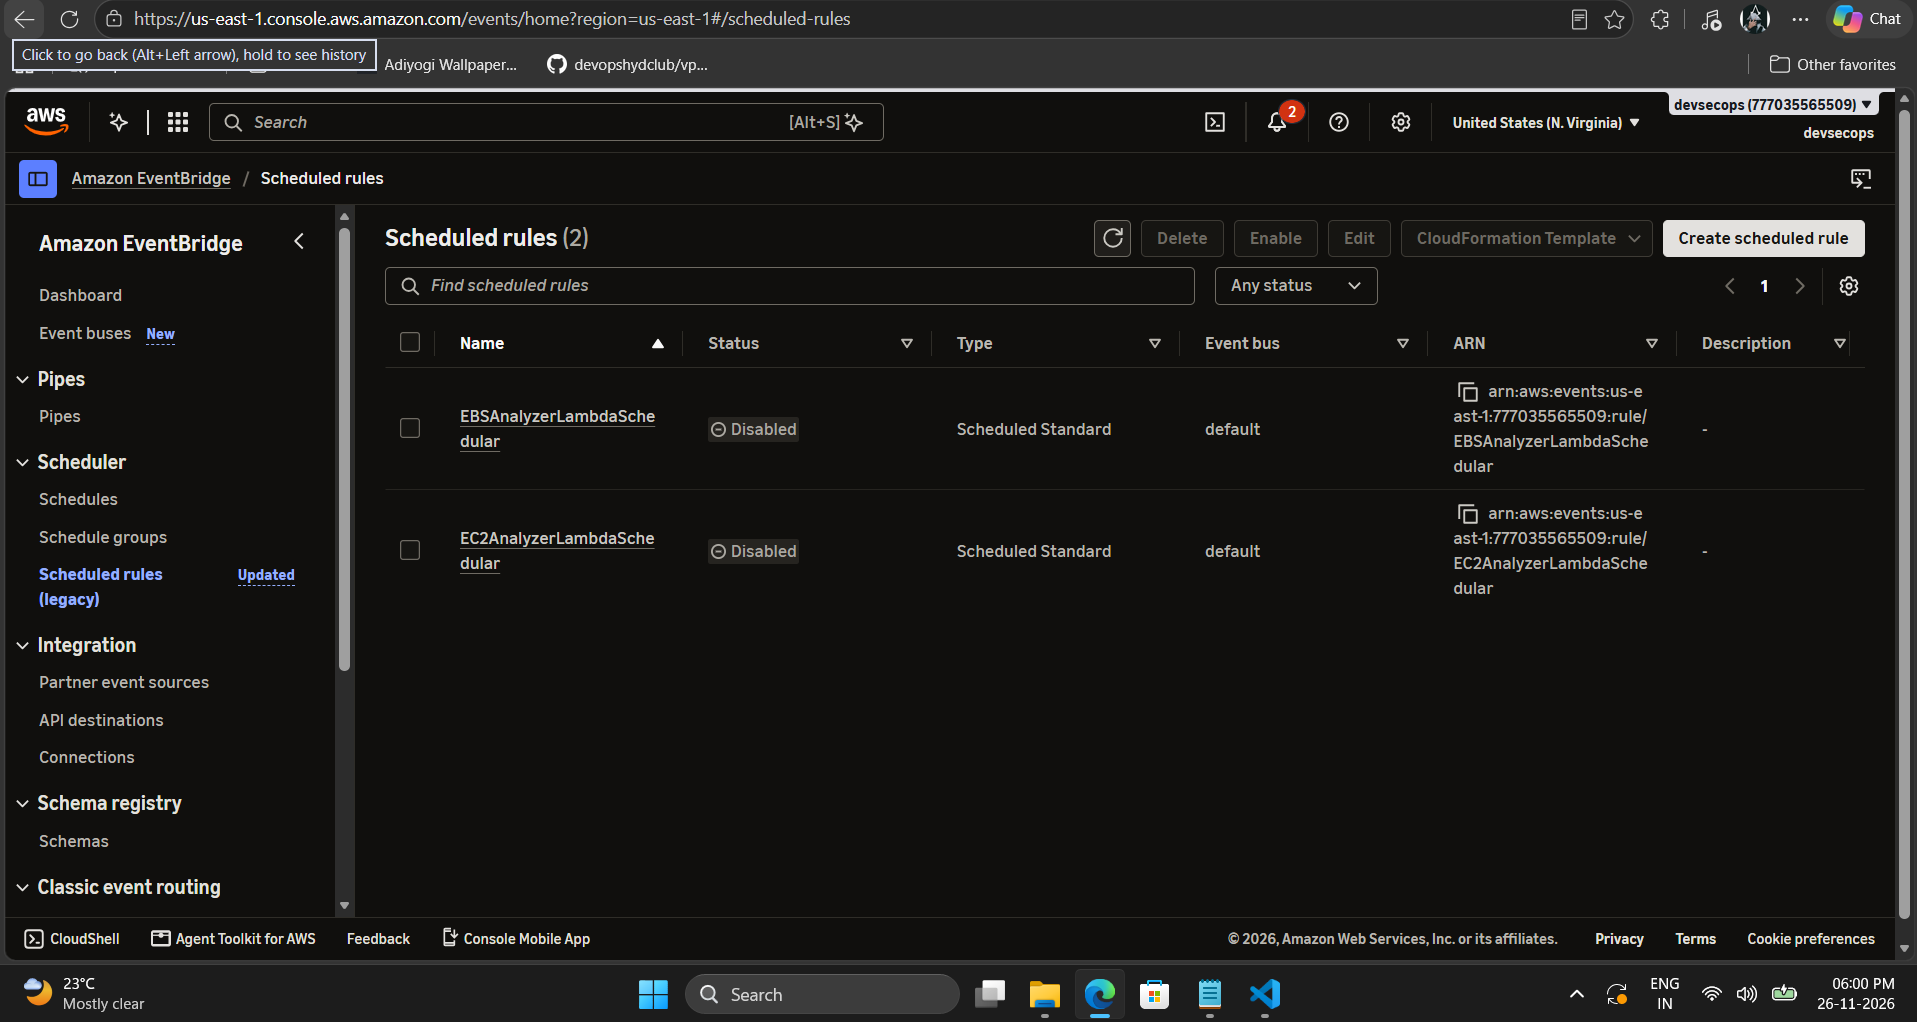 https://us-east-1.console.aws.amazon.com/events/home?region=us-east-1#/scheduled-rules
Chat
Click to go back (Alt+Left arrow), hold to see history
Adiyogi Wallpaper...
devopshydclub/vp...
Other favorites
aws
Search
[Alt+S]
2
United States (N. Virginia)
devsecops (777035565509)
devsecops
Amazon EventBridge / Scheduled rules
Amazon EventBridge
Dashboard
Event buses New
Pipes
Pipes
Scheduler
Schedules
Schedule groups
Scheduled rules
(legacy)
Updated
Integration
Partner event sources
API destinations
Connections
Schema registry
Schemas
Classic event routing
Scheduled rules (2)
Delete
Enable
Edit
CloudFormation Template
Create scheduled rule
Find scheduled rules
Any status
1
Name
Status
Type
Event bus
ARN
Description
EBSAnalyzerLambdaSche
dular
Disabled
Scheduled Standard
default
arn:aws:events:us-e
ast-1:777035565509:rule/
EBSAnalyzerLambdaSche
dular
-
EC2AnalyzerLambdaSche
dular
Disabled
Scheduled Standard
default
arn:aws:events:us-e
ast-1:777035565509:rule/
EC2AnalyzerLambdaSche
dular
-
CloudShell
Agent Toolkit for AWS
Feedback
Console Mobile App
© 2026, Amazon Web Services, Inc. or its affiliates.
Privacy
Terms
Cookie preferences
23°C
Mostly clear
Search
ENG
IN
06:00 PM
26-11-2026